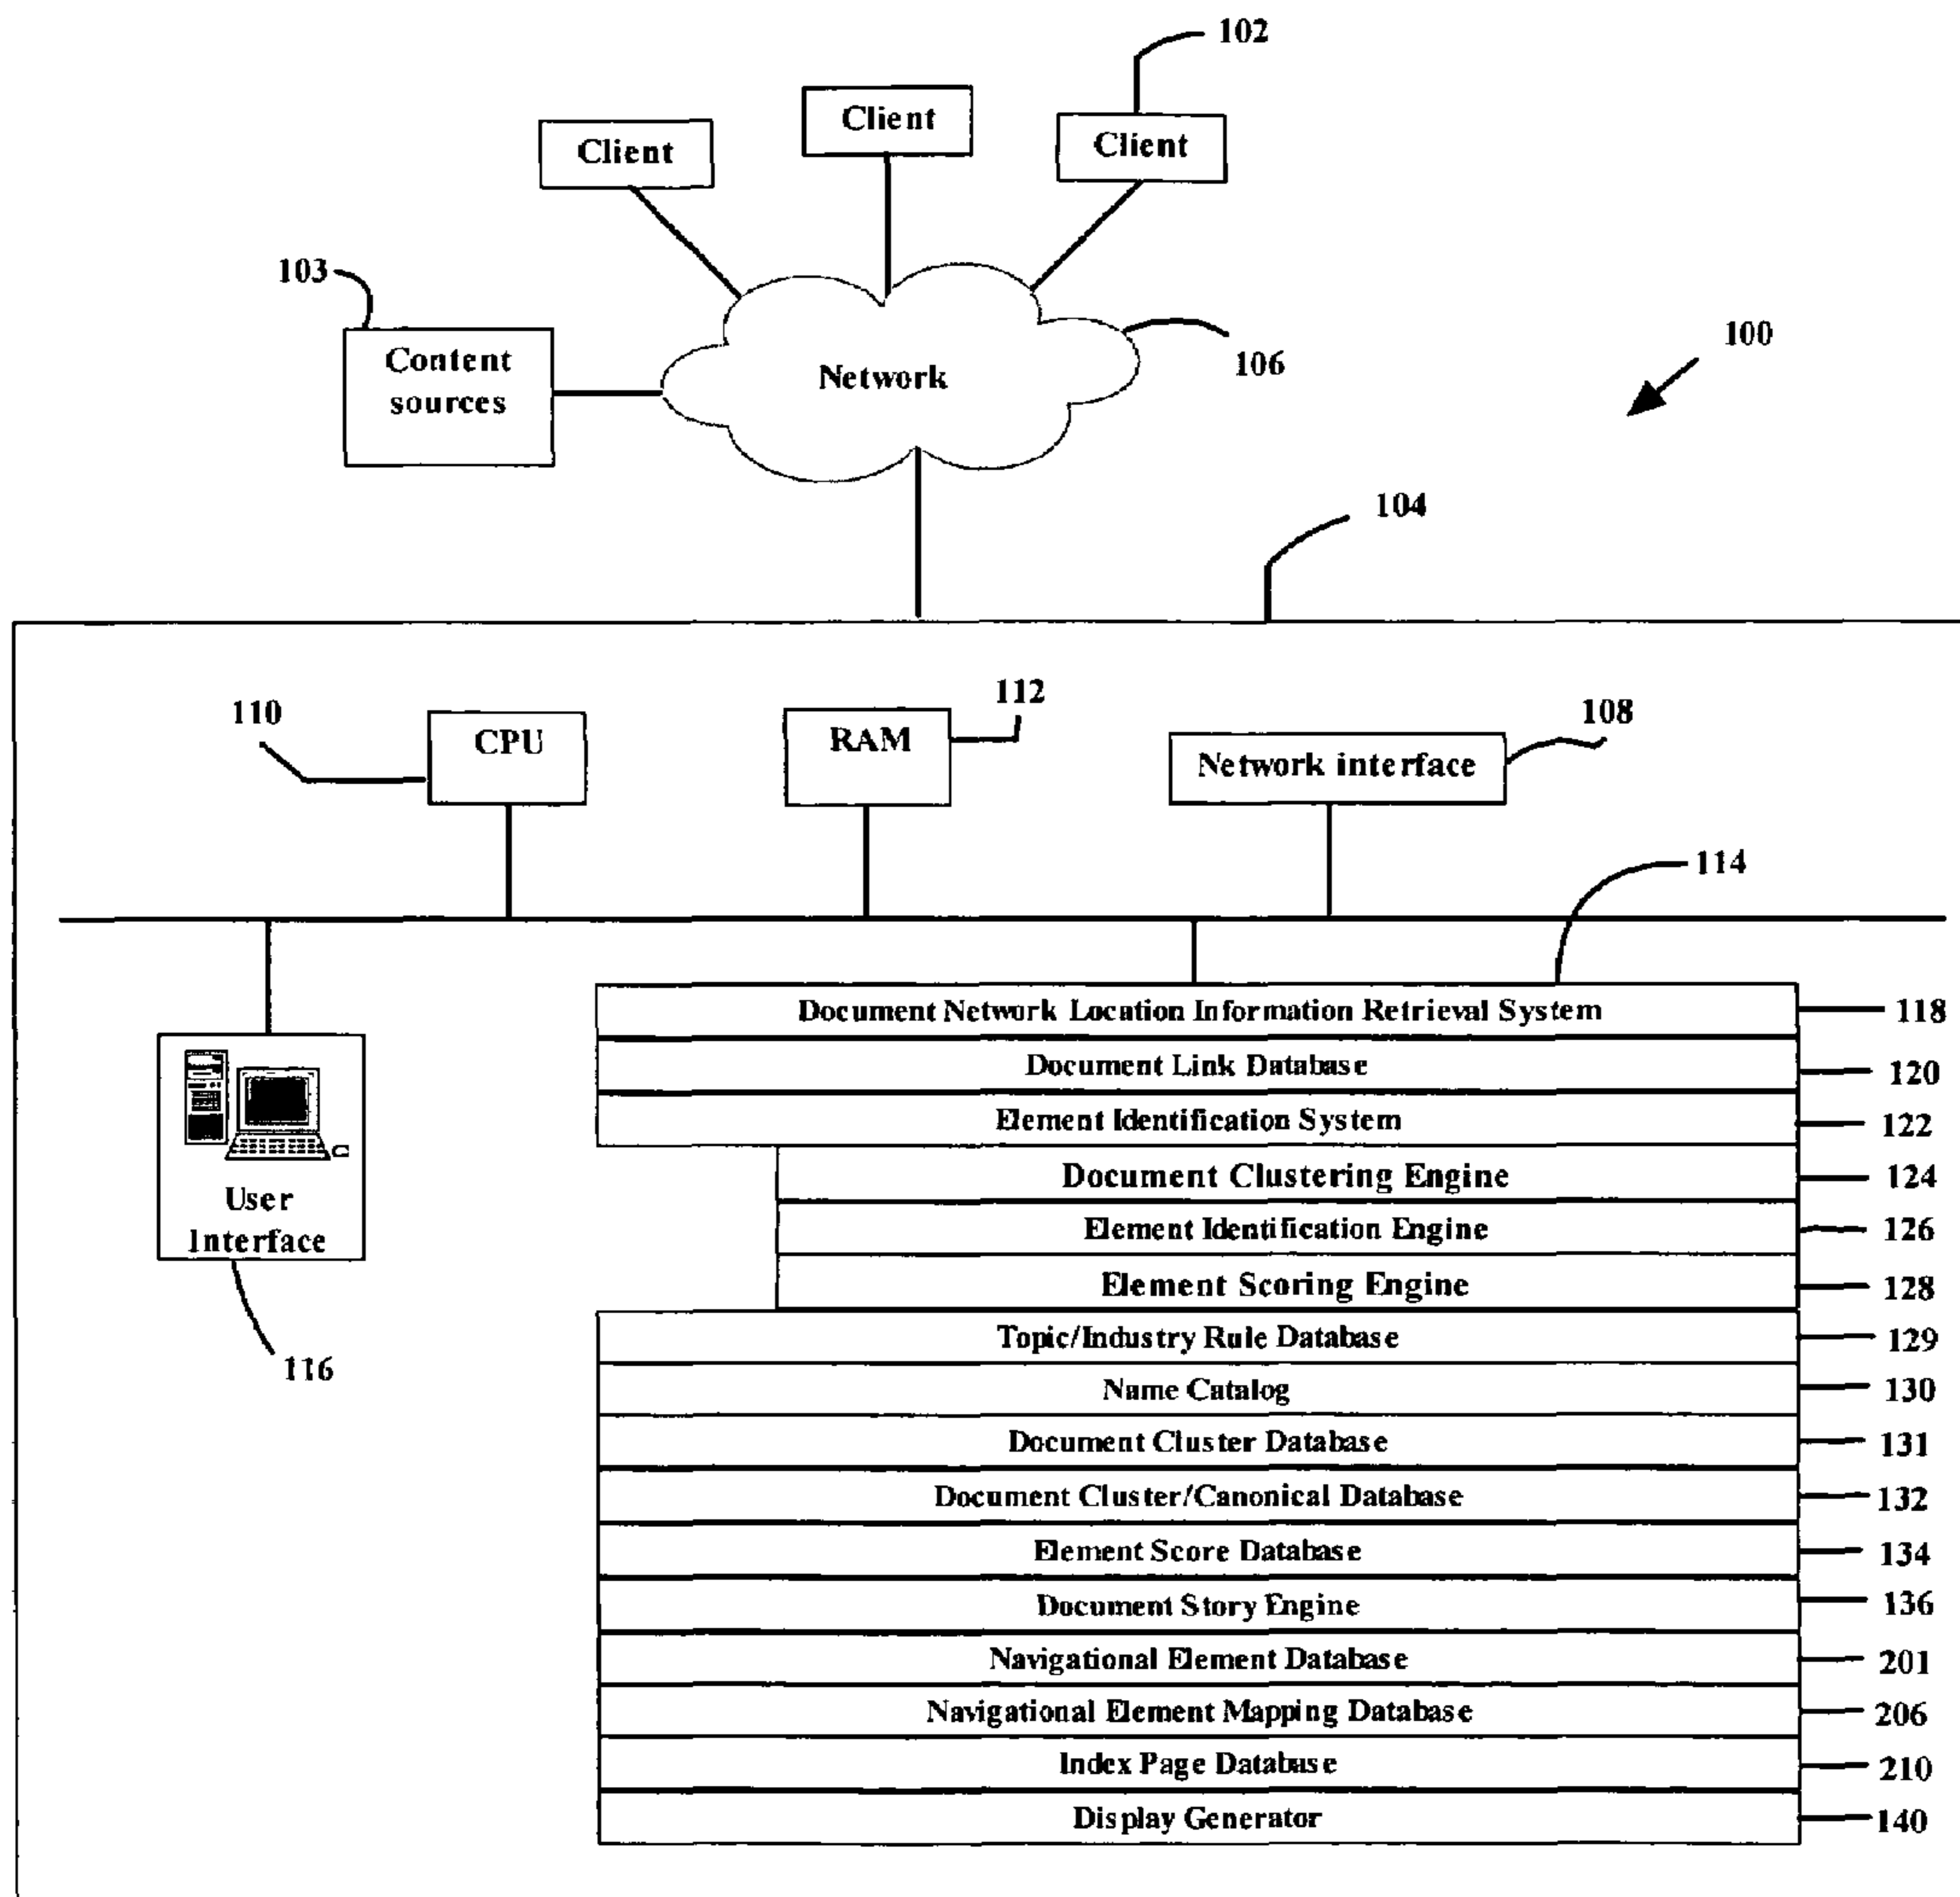 102
Client
Client
Client
103
Content
sources
Network
106
100
104
110
CPU
RAM
112
Network interface
108
114
Document Network Location Information Retrieval System
118
Document Link Database
120
Element Identification System
122
Document Clustering Engine
124
Element Identification Engine
126
Element Scoring Engine
128
User
Interface
116
Topic/Industry Rule Database
129
Name Catalog
130
Document Cluster Database
131
Document Cluster/Canonical Database
132
Element Score Database
134
Document Story Engine
136
Navigational Element Database
201
Navigational Element Mapping Database
206
Index Page Database
210
Display Generator
140